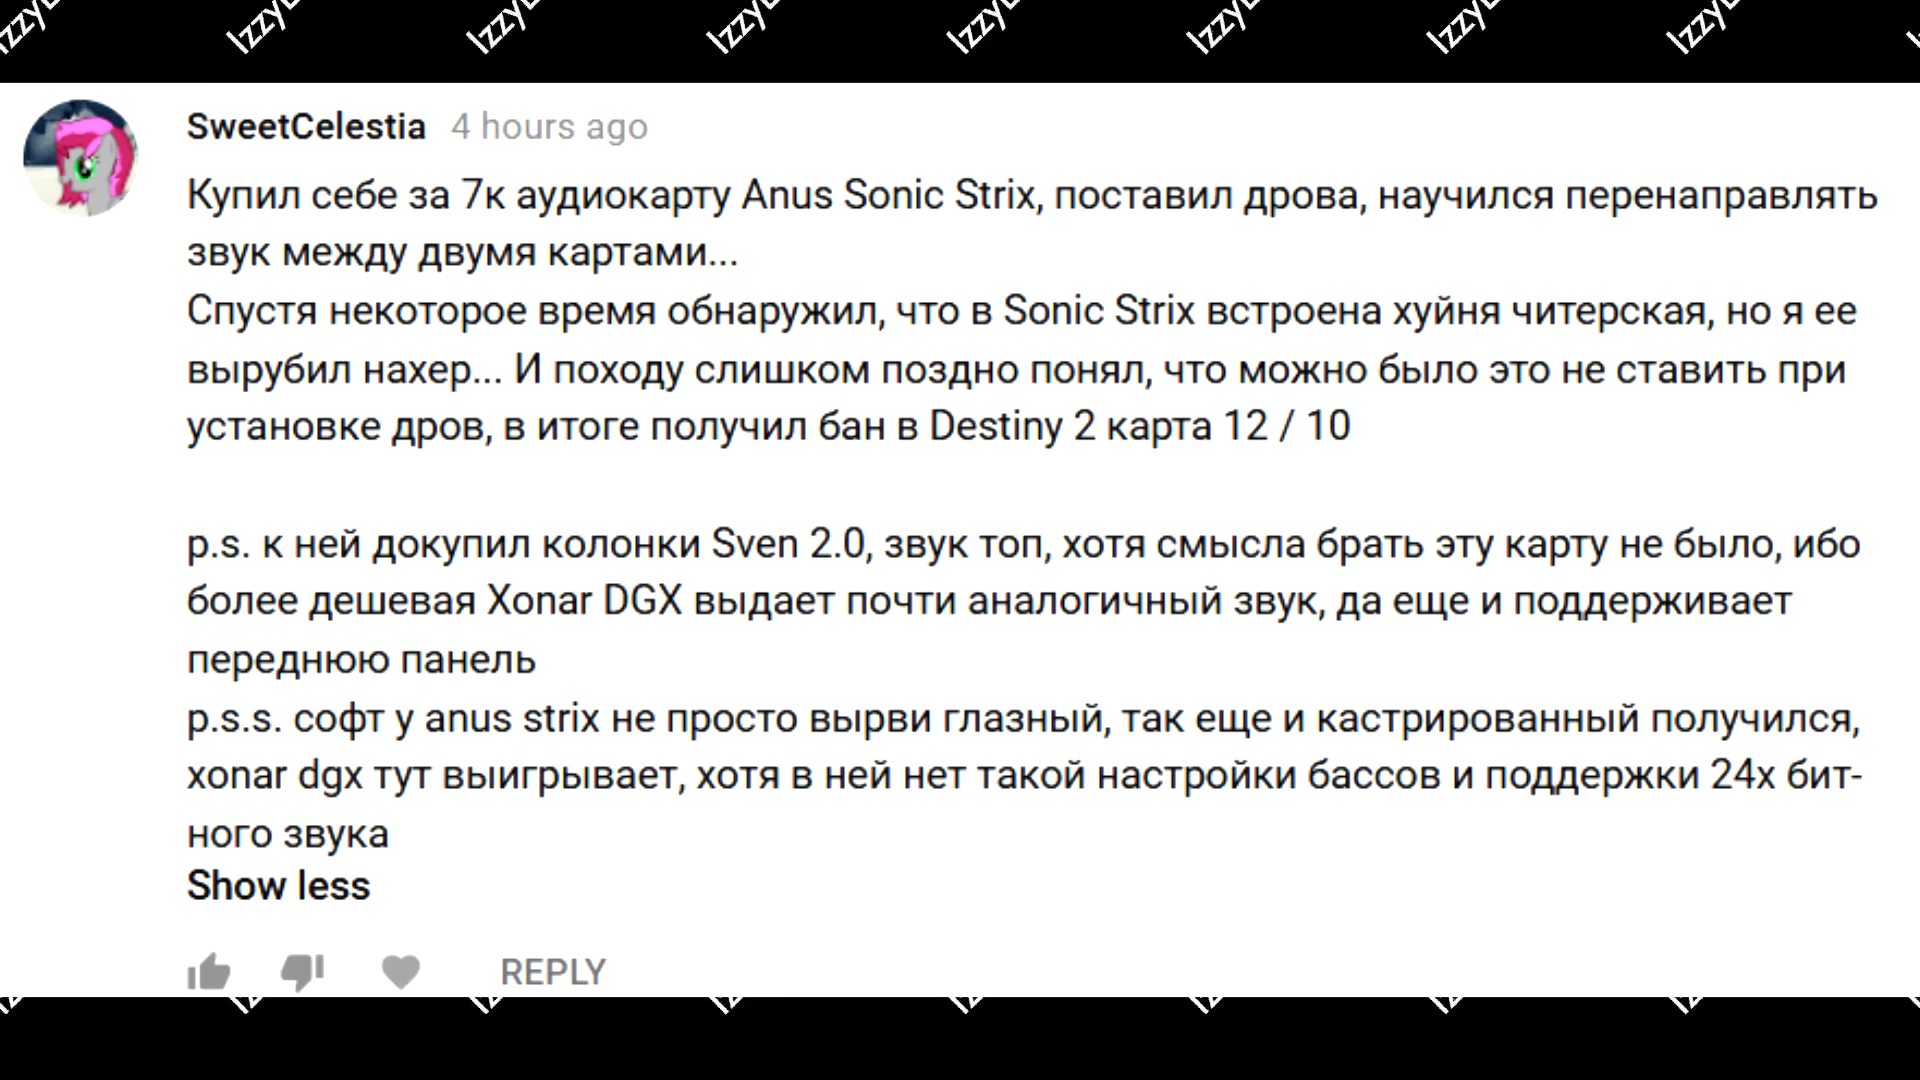 SweetCelestia 4 hours ago
Купил себе за 7к аудиокарту Anus Sonic Strix, поставил дрова, научился перенаправлять
звук между двумя картами...
Спустя некоторое время обнаружил, что в Sonic Strix встроена хуйня читерская, но я ее
вырубил нахер... И походу слишком поздно понял, что можно было это не ставить при
установке дров, в итоге получил бан в Destiny 2 карта 12 / 10
p.s. к ней докупил колонки Sven 2.0, звук топ, хотя смысла брать эту карту не было, ибо
более дешевая Xonar DGX выдает почти аналогичный звук, да еще и поддерживает
переднюю панель
p.s.s. софт у anus strix не просто вырви глазный, так еще и кастрированный получился,
xonar dgx тут выигрывает, хотя в ней нет такой настройки бассов и поддержки 24х бит-
ного звука
Show less
REPLY